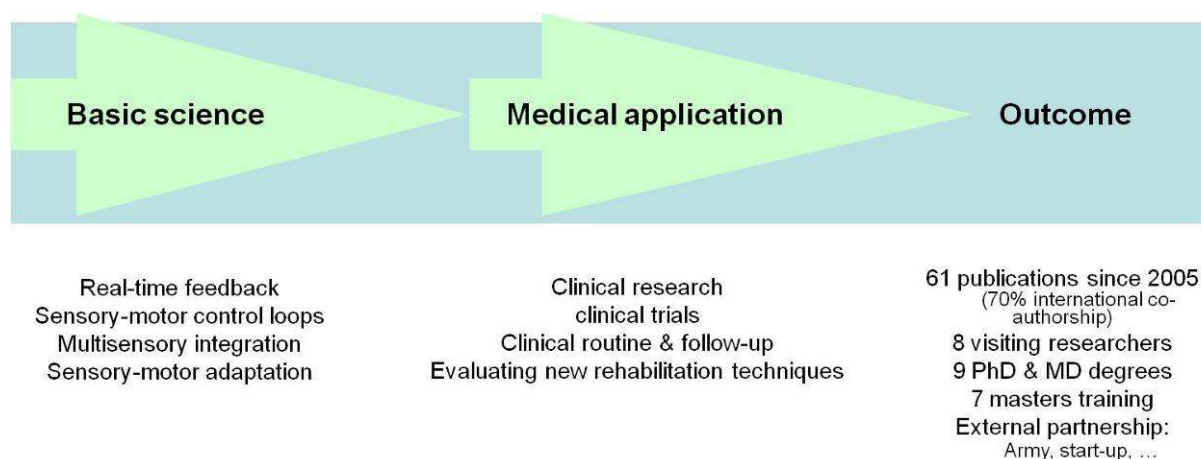 Basic science
Medical application
Outcome
Real-time feedback
Sensory-motor control loops
Multisensory integration
Sensory-motor adaptation
Clinical research
clinical trials
Clinical routine & follow-up
Evaluating new rehabilitation techniques
61 publications since 2005
(70% international co-
authorship)
8 visiting researchers
9 PhD & MD degrees
7 masters training
External partnership:
Army, start-up, ...